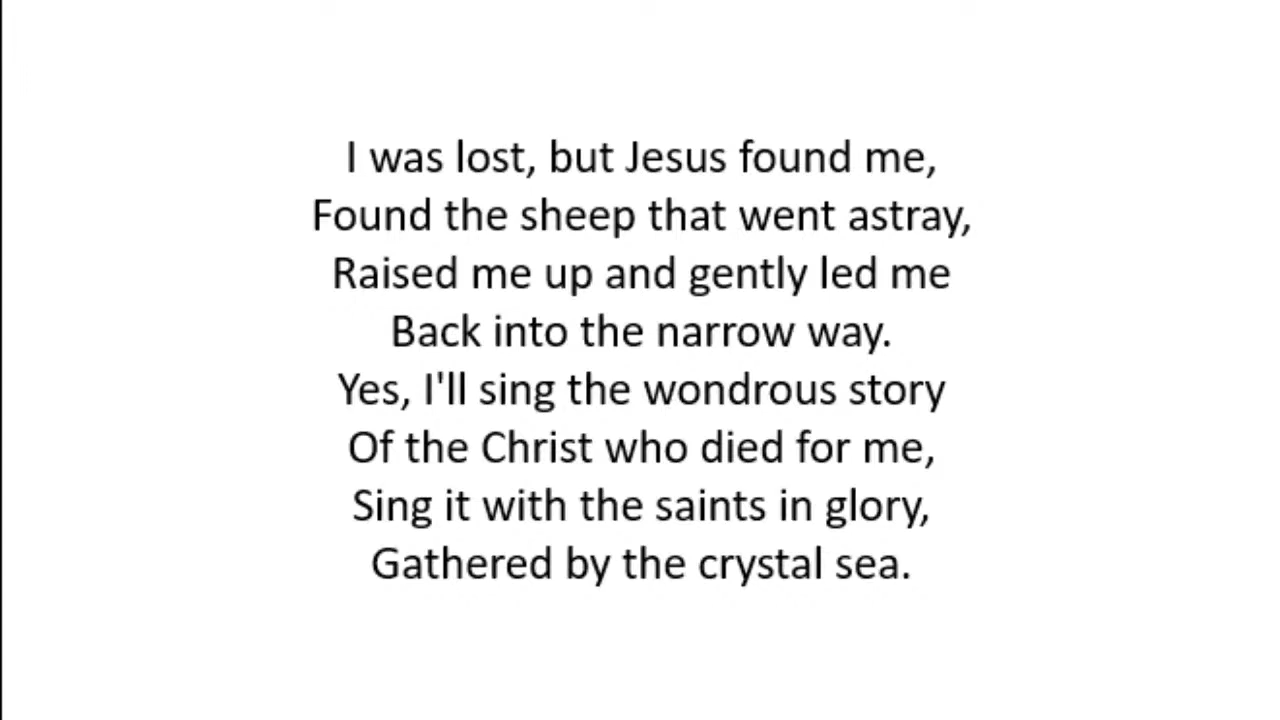 I was lost, but Jesus found me,
Found the sheep that went astray,
Raised me up and gently led me
Back into the narrow way.
Yes, I'll sing the wondrous story
Of the Christ who died for me,
Sing it with the saints in glory,
Gathered by the crystal sea.